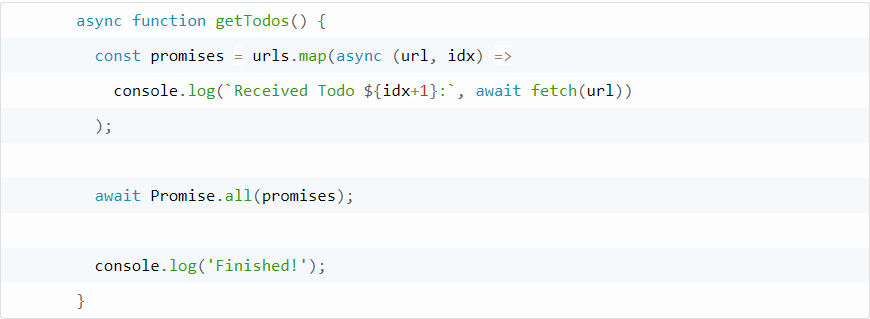 async function getTodos() {
const promises = urls.map(async (url, idx) =>
console.log(`Received Todo ${idx+1}:`, await fetch(url))
);
await Promise.all(promises);
console.log('Finished!');
}